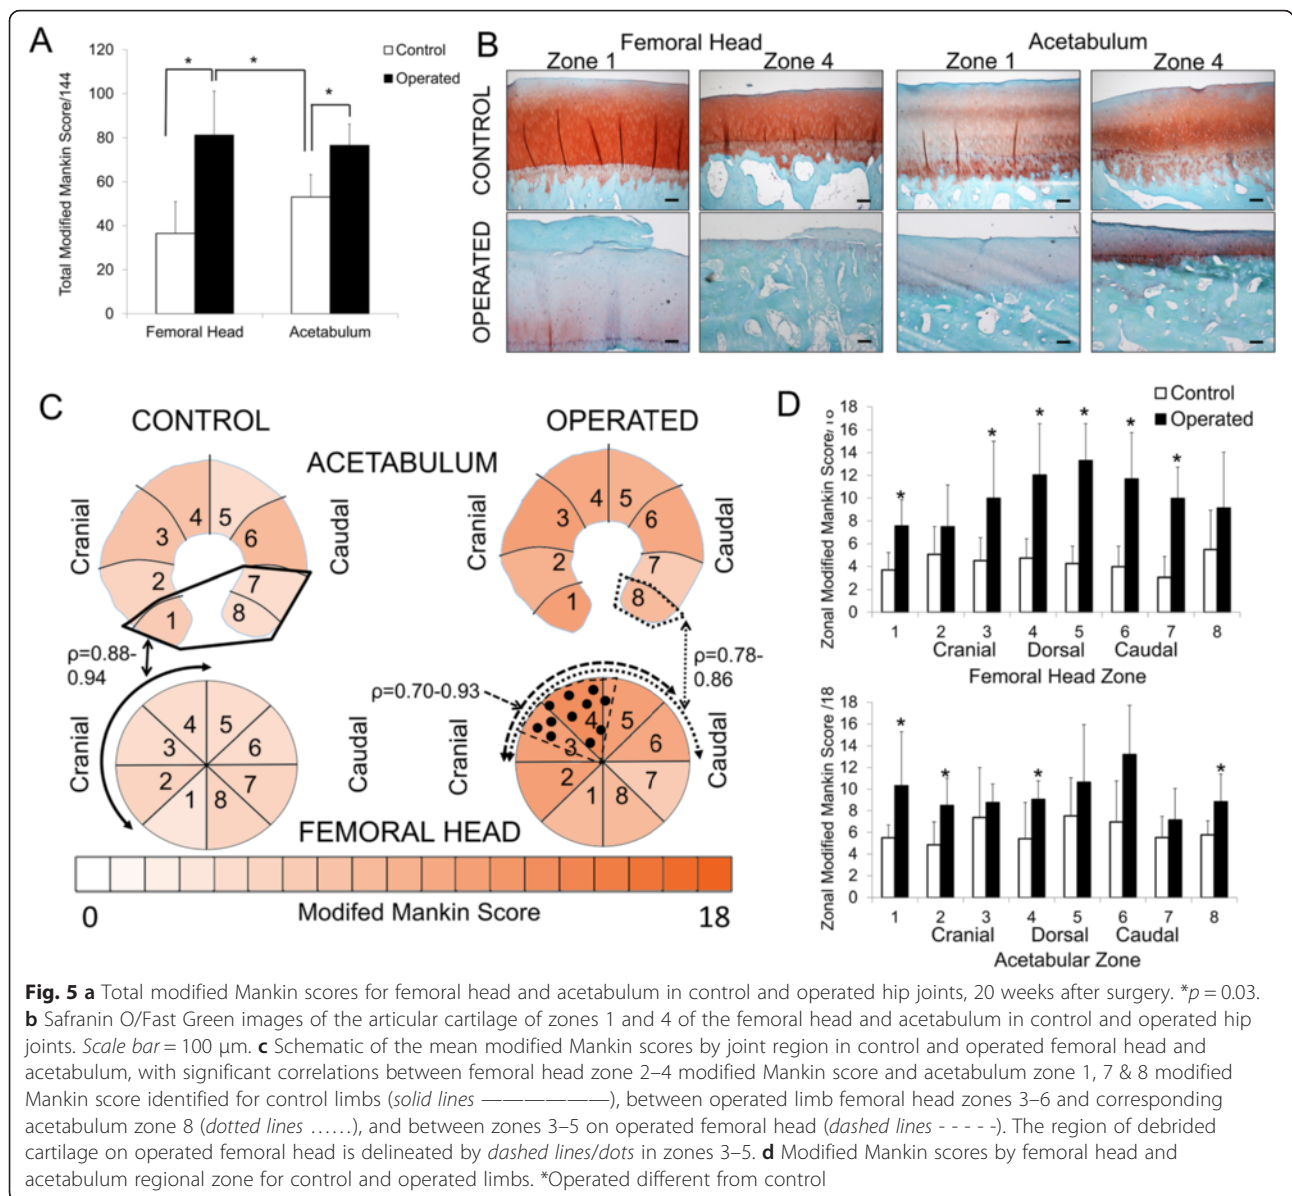 A
Total Modified Mankin Score/144
120
100
80
60
40
20
0
* * *
Control
Operated
Femoral Head Acetabulum
B
Femoral Head Acetabulum
Zone 1 Zone 4 Zone 1 Zone 4
CONTROL
OPERATED
C
CONTROL OPERATED
ACETABULUM
Cranial 1 2 3 4 5 6 7 8 Caudal
Cranial 1 2 3 4 5 6 7 8 Caudal
ρ=0.88-
0.94
ρ=0.70-0.93
ρ=0.78-
0.86
Cranial 1 2 3 4 5 6 7 8 Caudal
Cranial 1 2 3 4 5 6 7 8 Caudal
FEMORAL HEAD
0 Modifed Mankin Score 18
D
Control
Operated
Zonal Modified Mankin Score/18
18
16
14
12
10
8
6
4
2
0
* * * * * *
1 2 3 4 5 6 7 8
Cranial Dorsal Caudal
Femoral Head Zone
Zonal Modified Mankin Score /18
18
16
14
12
10
8
6
4
2
0
* * * *
1 2 3 4 5 6 7 8
Cranial Dorsal Caudal
Acetabular Zone
Fig. 5 a Total modified Mankin scores for femoral head and acetabulum in control and operated hip joints, 20 weeks after surgery. *p = 0.03.
b Safranin O/Fast Green images of the articular cartilage of zones 1 and 4 of the femoral head and acetabulum in control and operated hip
joints. Scale bar = 100 μm. c Schematic of the mean modified Mankin scores by joint region in control and operated femoral head and
acetabulum, with significant correlations between femoral head zone 2–4 modified Mankin score and acetabulum zone 1, 7 & 8 modified
Mankin score identified for control limbs (solid lines ——————), between operated limb femoral head zones 3–6 and corresponding
acetabulum zone 8 (dotted lines ……), and between zones 3–5 on operated femoral head (dashed lines - - - - -). The region of debrided
cartilage on operated femoral head is delineated by dashed lines/dots in zones 3–5. d Modified Mankin scores by femoral head and
acetabulum regional zone for control and operated limbs. *Operated different from control